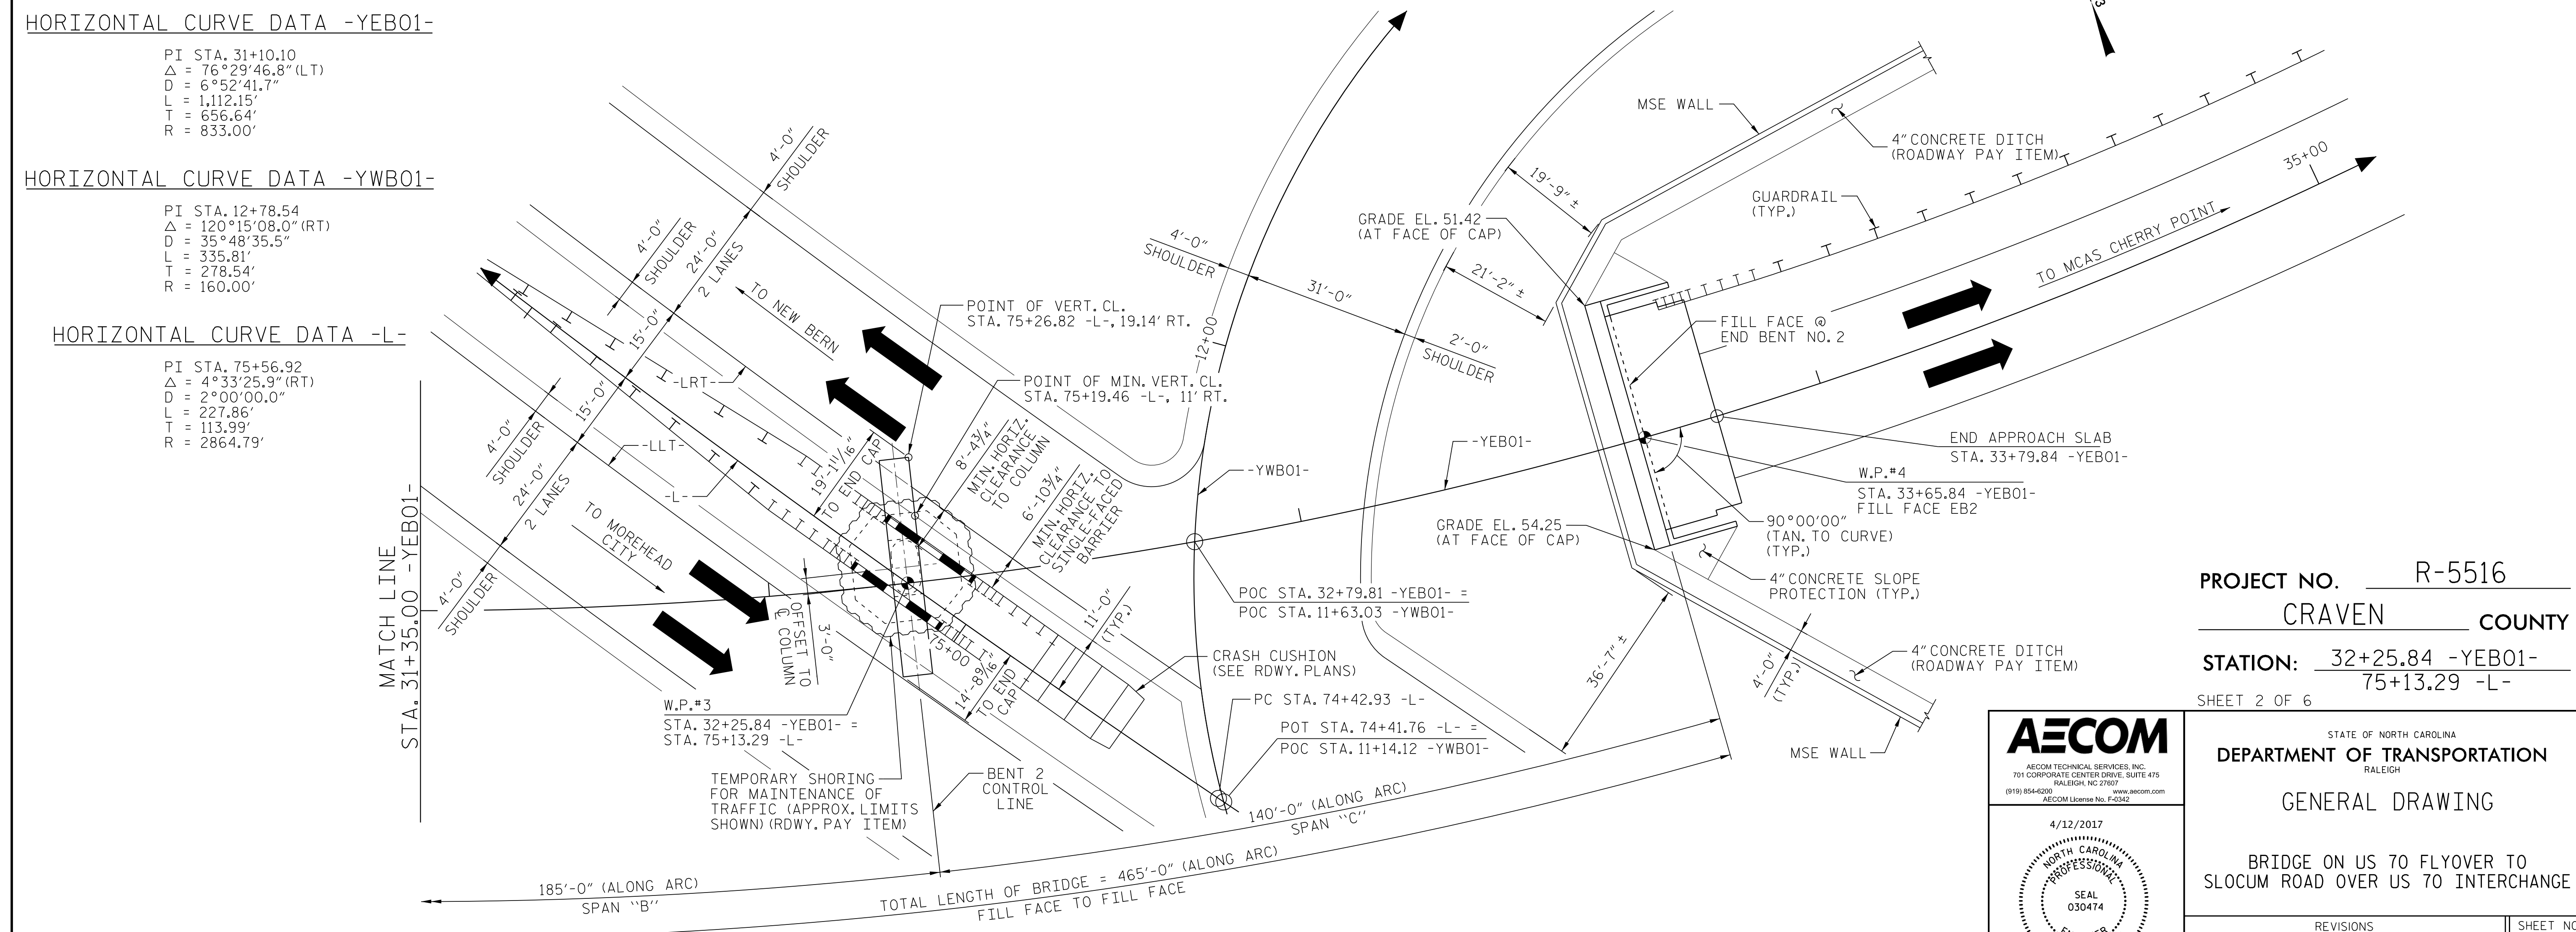 HORIZONTAL CURVE DATA -YEB01-
PI STA. 31+10.10
△ = 76°29'46.8"(LT)
D = 6°52'41.7"
L = 1,112.15'
T = 656.64'
R = 833.00'
HORIZONTAL CURVE DATA -YWB01-
PI STA. 12+78.54
△ = 120°15'08.0"(RT)
D = 35°48'35.5"
L = 335.81'
T = 278.54'
R = 160.00'
HORIZONTAL CURVE DATA -L-
PI STA. 75+56.92
△ = 4°33'25.9"(RT)
D = 2°00'00.0"
L = 227.86'
T = 113.99'
R = 2864.79'
MATCH LINE
STA. 31+35.00 -YEB01-
4'-0"
SHOULDER
4'-0"
SHOULDER
24'-0"
2 LANES
15'-0"
15'-0"
4'-0"
SHOULDER
24'-0"
2 LANES
4'-0"
SHOULDER
TO NEW BERN
TO MOREHEAD
CITY
-LRT-
-LLT-
-L-
POINT OF VERT. CL.
STA. 75+26.82 -L-, 19.14' RT.
POINT OF MIN. VERT. CL.
STA. 75+19.46 -L-, 11' RT.
19'-1 1/16"
TO END CAP
8'-4 3/4"
MIN. HORIZ.
CLEARANCE
TO COLUMN
6'-10 3/4"
MIN. HORIZ.
CLEARANCE TO
SINGLE-FACED
BARRIER
3'-0"
OFFSET TO
℄ COLUMN
75+00
14'-8 9/16"
TO END
CAP
11'-0"
(TYP.)
W.P.#3
STA. 32+25.84 -YEB01- =
STA. 75+13.29 -L-
TEMPORARY SHORING
FOR MAINTENANCE OF
TRAFFIC (APPROX. LIMITS
SHOWN) (RDWY. PAY ITEM)
BENT 2
CONTROL
LINE
CRASH CUSHION
(SEE RDWY. PLANS)
PC STA. 74+42.93 -L-
POT STA. 74+41.76 -L- =
POC STA. 11+14.12 -YWB01-
POC STA. 32+79.81 -YEB01- =
POC STA. 11+63.03 -YWB01-
-YWB01-
-YEB01-
12+00
4'-0"
SHOULDER
31'-0"
2'-0"
SHOULDER
19'-9" ±
21'-2" ±
36'-7" ±
MSE WALL
4" CONCRETE DITCH
(ROADWAY PAY ITEM)
GUARDRAIL
(TYP.)
GRADE EL. 51.42
(AT FACE OF CAP)
FILL FACE @
END BENT NO. 2
TO MCAS CHERRY POINT
35+00
END APPROACH SLAB
STA. 33+79.84 -YEB01-
W.P.#4
STA. 33+65.84 -YEB01-
FILL FACE EB2
90°00'00"
(TAN. TO CURVE)
(TYP.)
GRADE EL. 54.25
(AT FACE OF CAP)
4" CONCRETE SLOPE
PROTECTION (TYP.)
4'-0"
(TYP.)
4" CONCRETE DITCH
(ROADWAY PAY ITEM)
MSE WALL
185'-0" (ALONG ARC)
SPAN "B"
140'-0" (ALONG ARC)
SPAN "C"
TOTAL LENGTH OF BRIDGE = 465'-0" (ALONG ARC)
FILL FACE TO FILL FACE
PROJECT NO. R-5516
CRAVEN COUNTY
STATION: 32+25.84 -YEB01-
75+13.29 -L-
SHEET 2 OF 6
AECOM
AECOM TECHNICAL SERVICES, INC.
701 CORPORATE CENTER DRIVE, SUITE 475
RALEIGH, NC 27607
(919) 854-6200 www.aecom.com
AECOM License No. F-0342
4/12/2017
NORTH CAROLINA
PROFESSIONAL
SEAL
030474
STATE OF NORTH CAROLINA
DEPARTMENT OF TRANSPORTATION
RALEIGH
GENERAL DRAWING
BRIDGE ON US 70 FLYOVER TO
SLOCUM ROAD OVER US 70 INTERCHANGE
REVISIONS